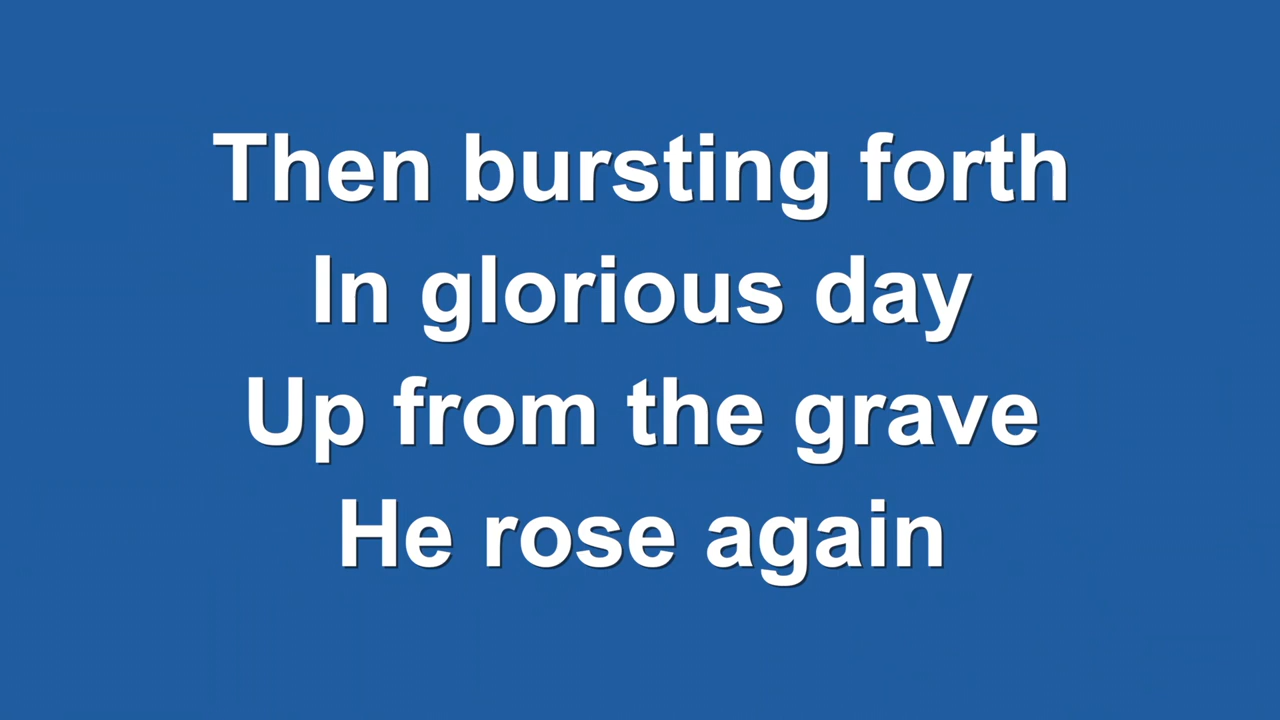 Then bursting forth
In glorious day
Up from the grave
He rose again